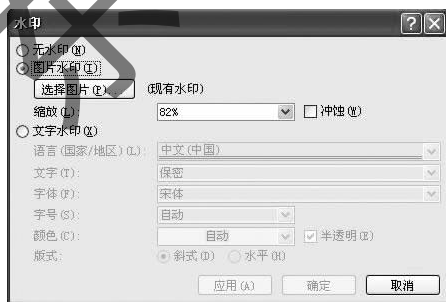 水印
无水印(N)
图片水印(I)
选择图片(P)... (现有水印)
缩放(L): 82% 冲蚀(W)
文字水印(X)
语言(国家/地区)(L): 中文(中国)
文字(T): 保密
字体(F): 宋体
字号(S): 自动
颜色(C): 自动 半透明(E)
版式: 斜式(D) 水平(H)
应用(A) 确定 取消